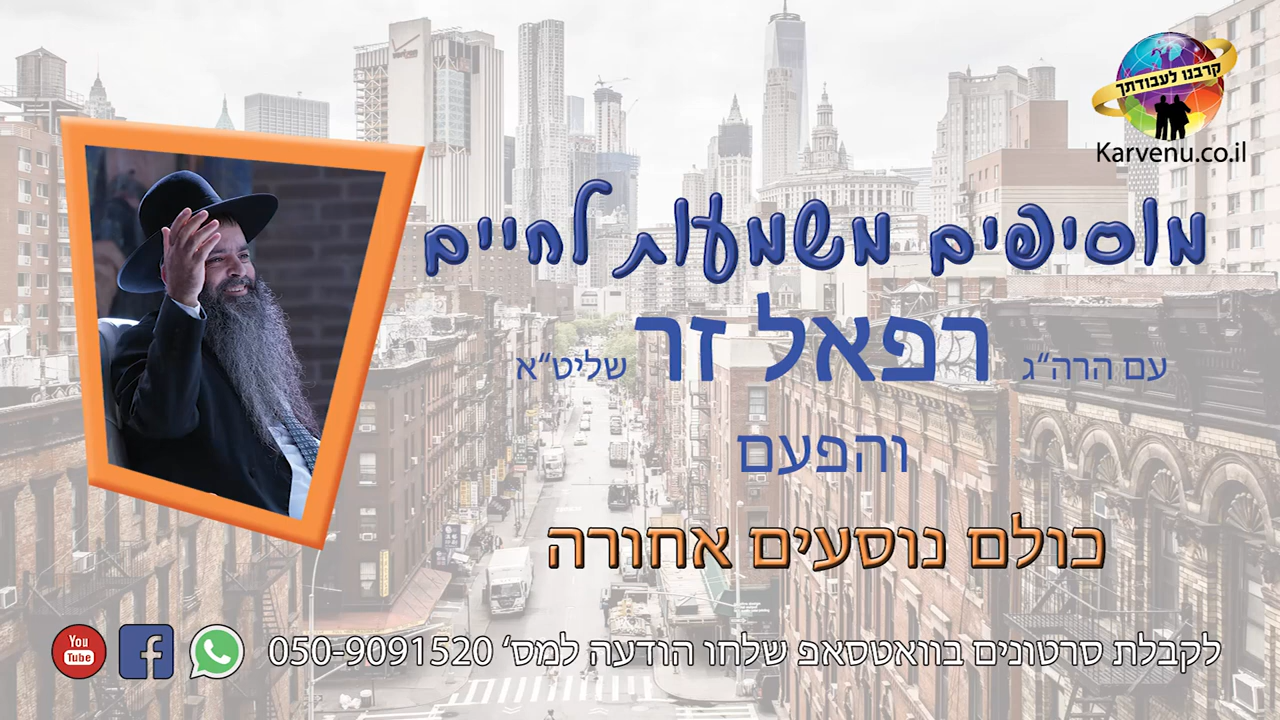 קרבנו לעבודתך
Karvenu.co.il
מוסיפים משמעות לחיים
עם הרה"ג רפאל זר שליט"א
והפעם
כולם נוסעים אחורה
לקבלת סרטונים בוואטסאפ שלחו הודעה למס' 050-9091520
You
Tube
verizon